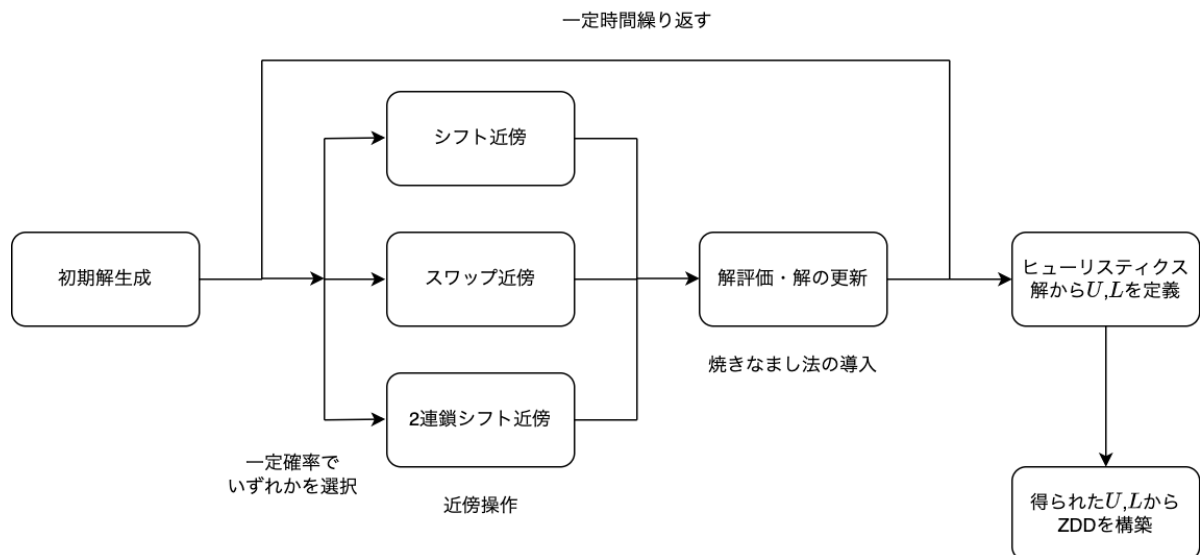 一定時間繰り返す
シフト近傍
初期解生成
スワップ近傍
解評価・解の更新
ヒューリスティクス
解からU,Lを定義
焼きなまし法の導入
2連鎖シフト近傍
一定確率で
いずれかを選択
近傍操作
得られたU,Lから
ZDDを構築